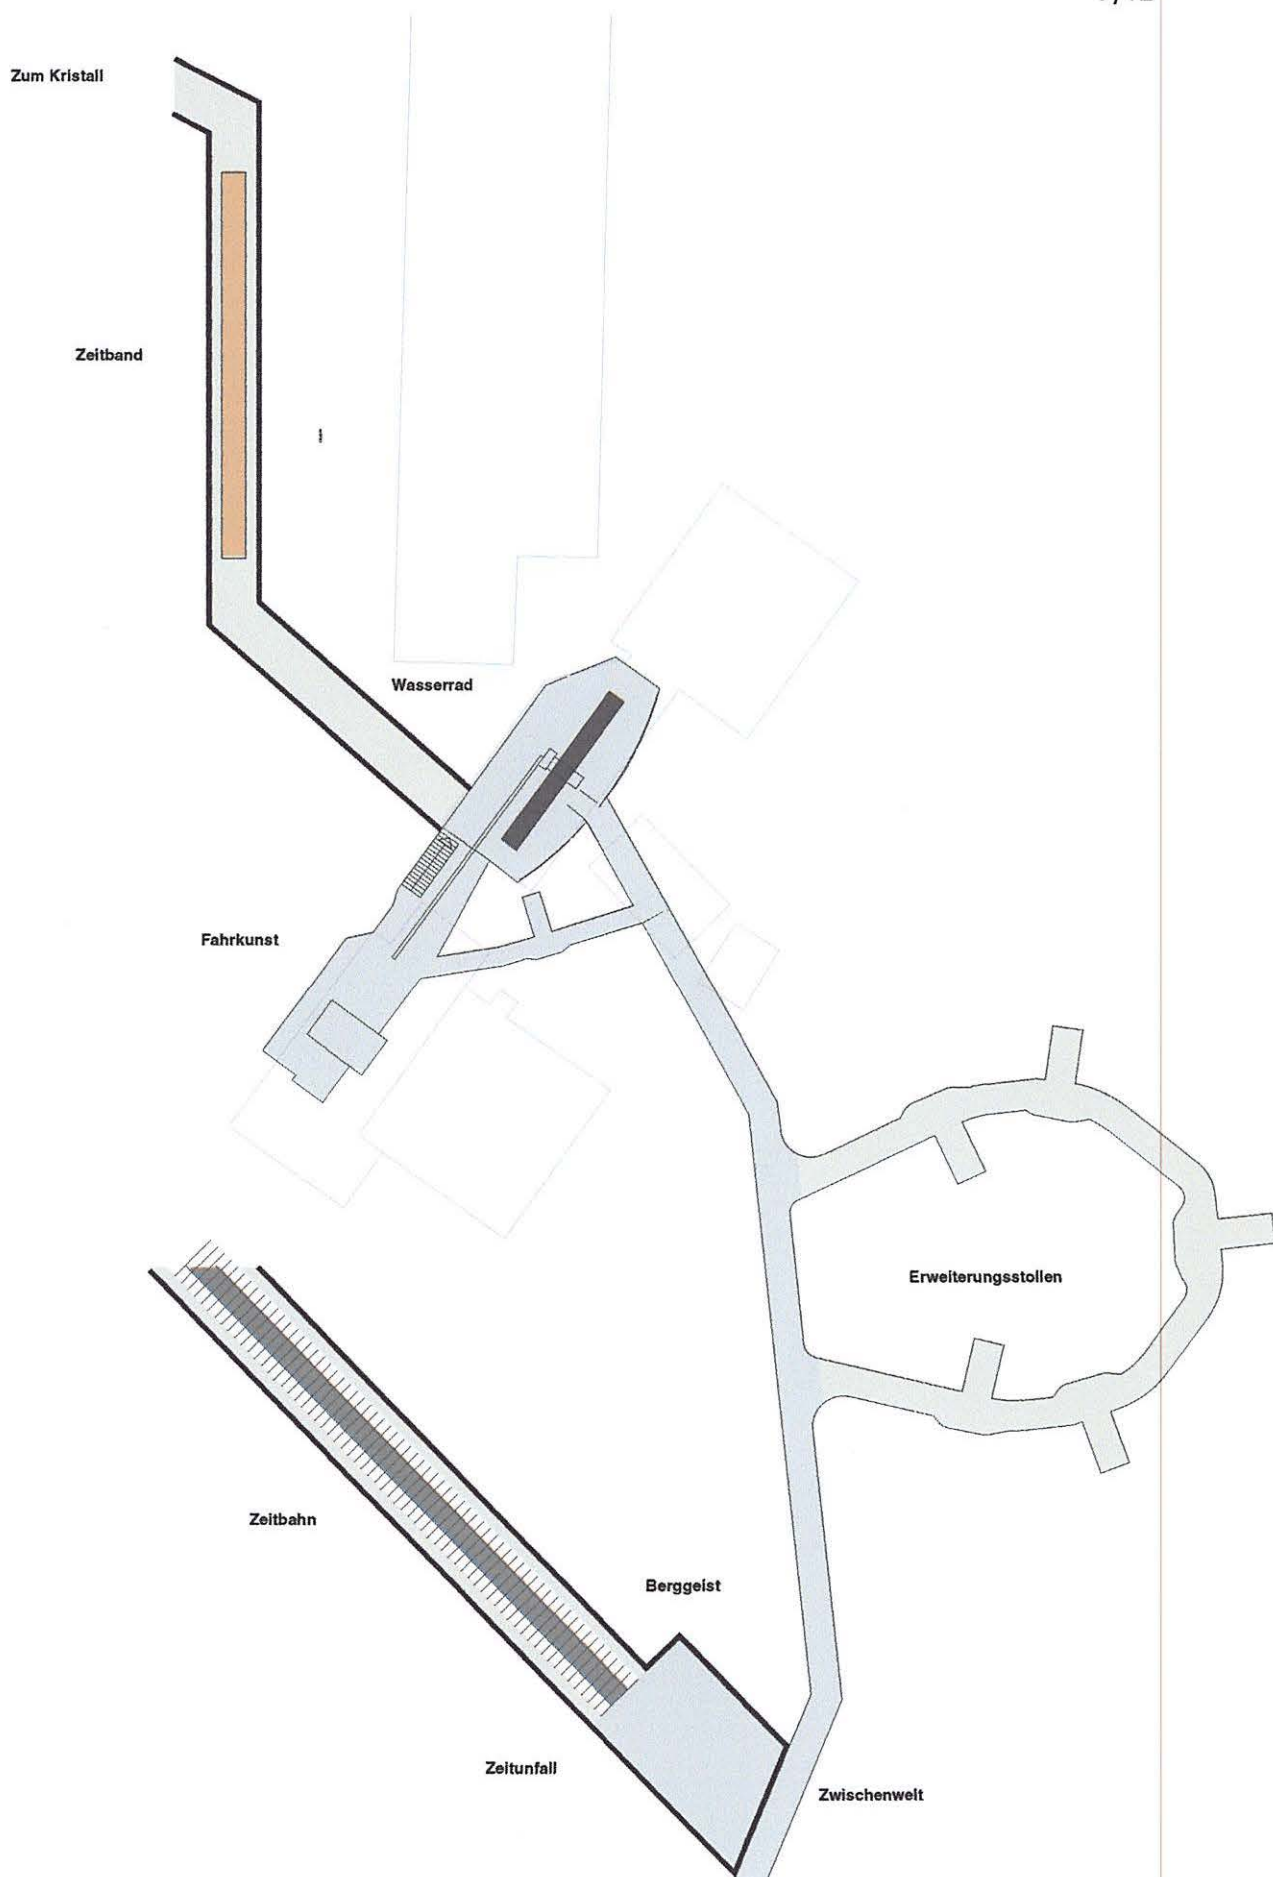 Zum Kristall
Zeitband
Wasserrad
Fahrkunst
Erweiterungsstollen
Zeitbahn
Berggeist
Zeitunfall
Zwischenwelt